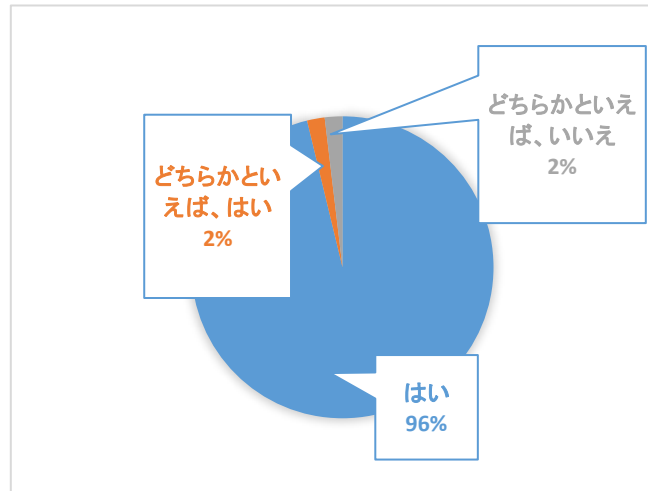 どちらかといえ
ば、いいえ
2%
どちらかとい
えば、はい
2%
はい
96%